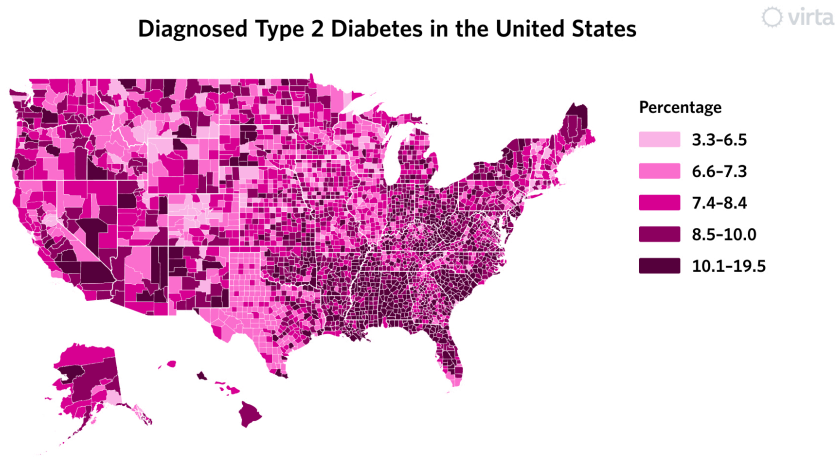 virta
Diagnosed Type 2 Diabetes in the United States
Percentage
3.3–6.5
6.6–7.3
7.4–8.4
8.5–10.0
10.1–19.5